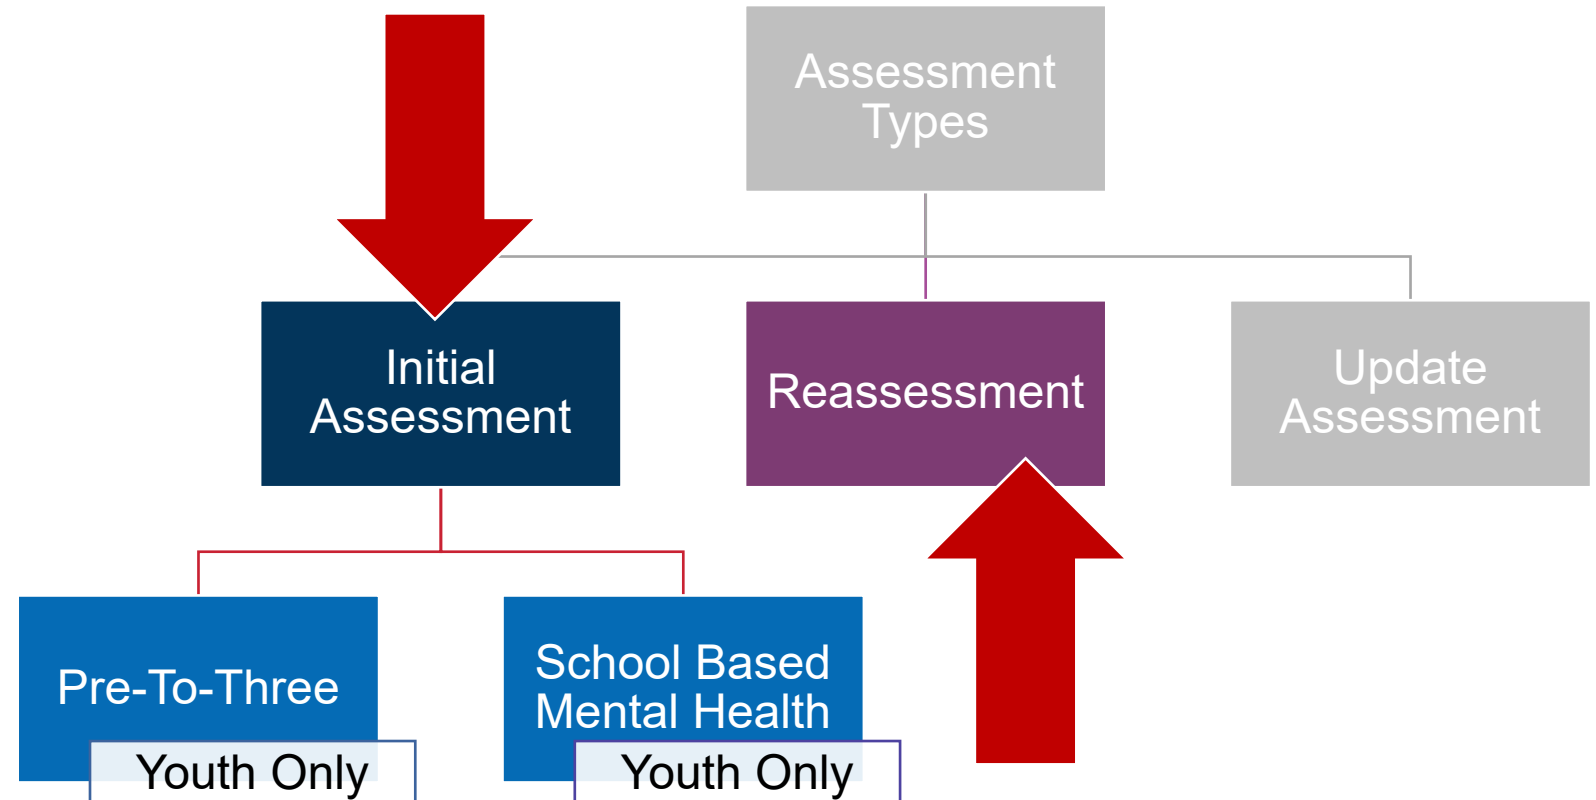 Assessment
Types
Initial
Assessment
Reassessment
Update
Assessment
Pre-To-Three
Youth Only
School Based
Mental Health
Youth Only